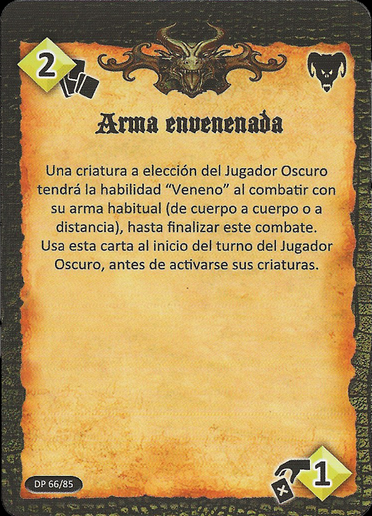 2
Arma envenenada
Una criatura a elección del Jugador Oscuro
tendrá la habilidad “Veneno” al combatir con
su arma habitual (de cuerpo a cuerpo o a
distancia), hasta finalizar este combate.
Usa esta carta al inicio del turno del Jugador
Oscuro, antes de activarse sus criaturas.
DP 66/85
1